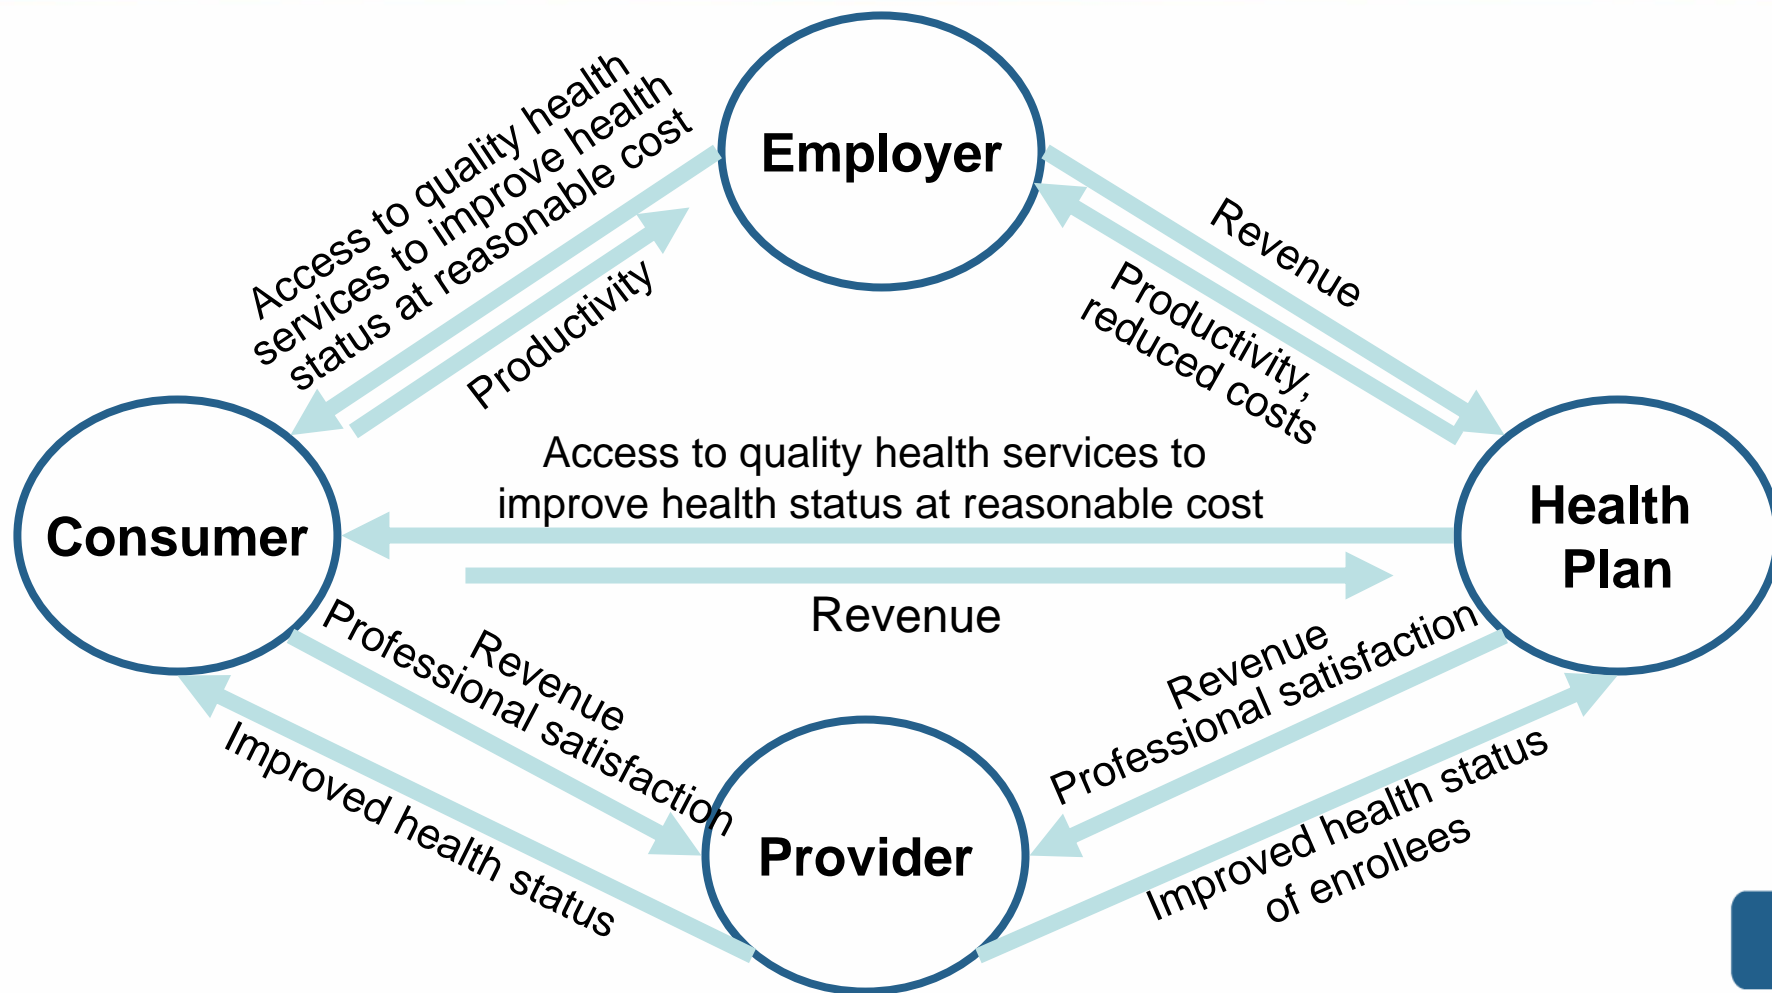 Employer
Access to quality health
services to improve health
status at reasonable cost
Productivity
Revenue
Productivity,
reduced costs
Access to quality health services to
improve health status at reasonable cost
Consumer
Health
Plan
Revenue
Revenue
Professional satisfaction
Improved health status
Revenue
Professional satisfaction
Improved health status
of enrollees
Provider